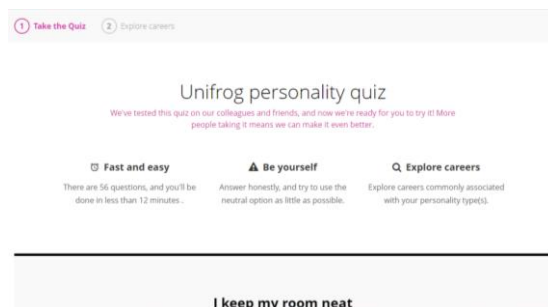 1 Take the Quiz 2 Explore careers
Unifrog personality quiz
We've tested this quiz on our colleagues and friends, and now we're ready for you to try it! More
people taking it means we can make it even better.
Fast and easy
There are 56 questions, and you'll be
done in less than 12 minutes..
Be yourself
Answer honestly, and try to use the
neutral option as little as possible.
Explore careers
Explore careers commonly associated
with your personality type(s).
I keep my room neat